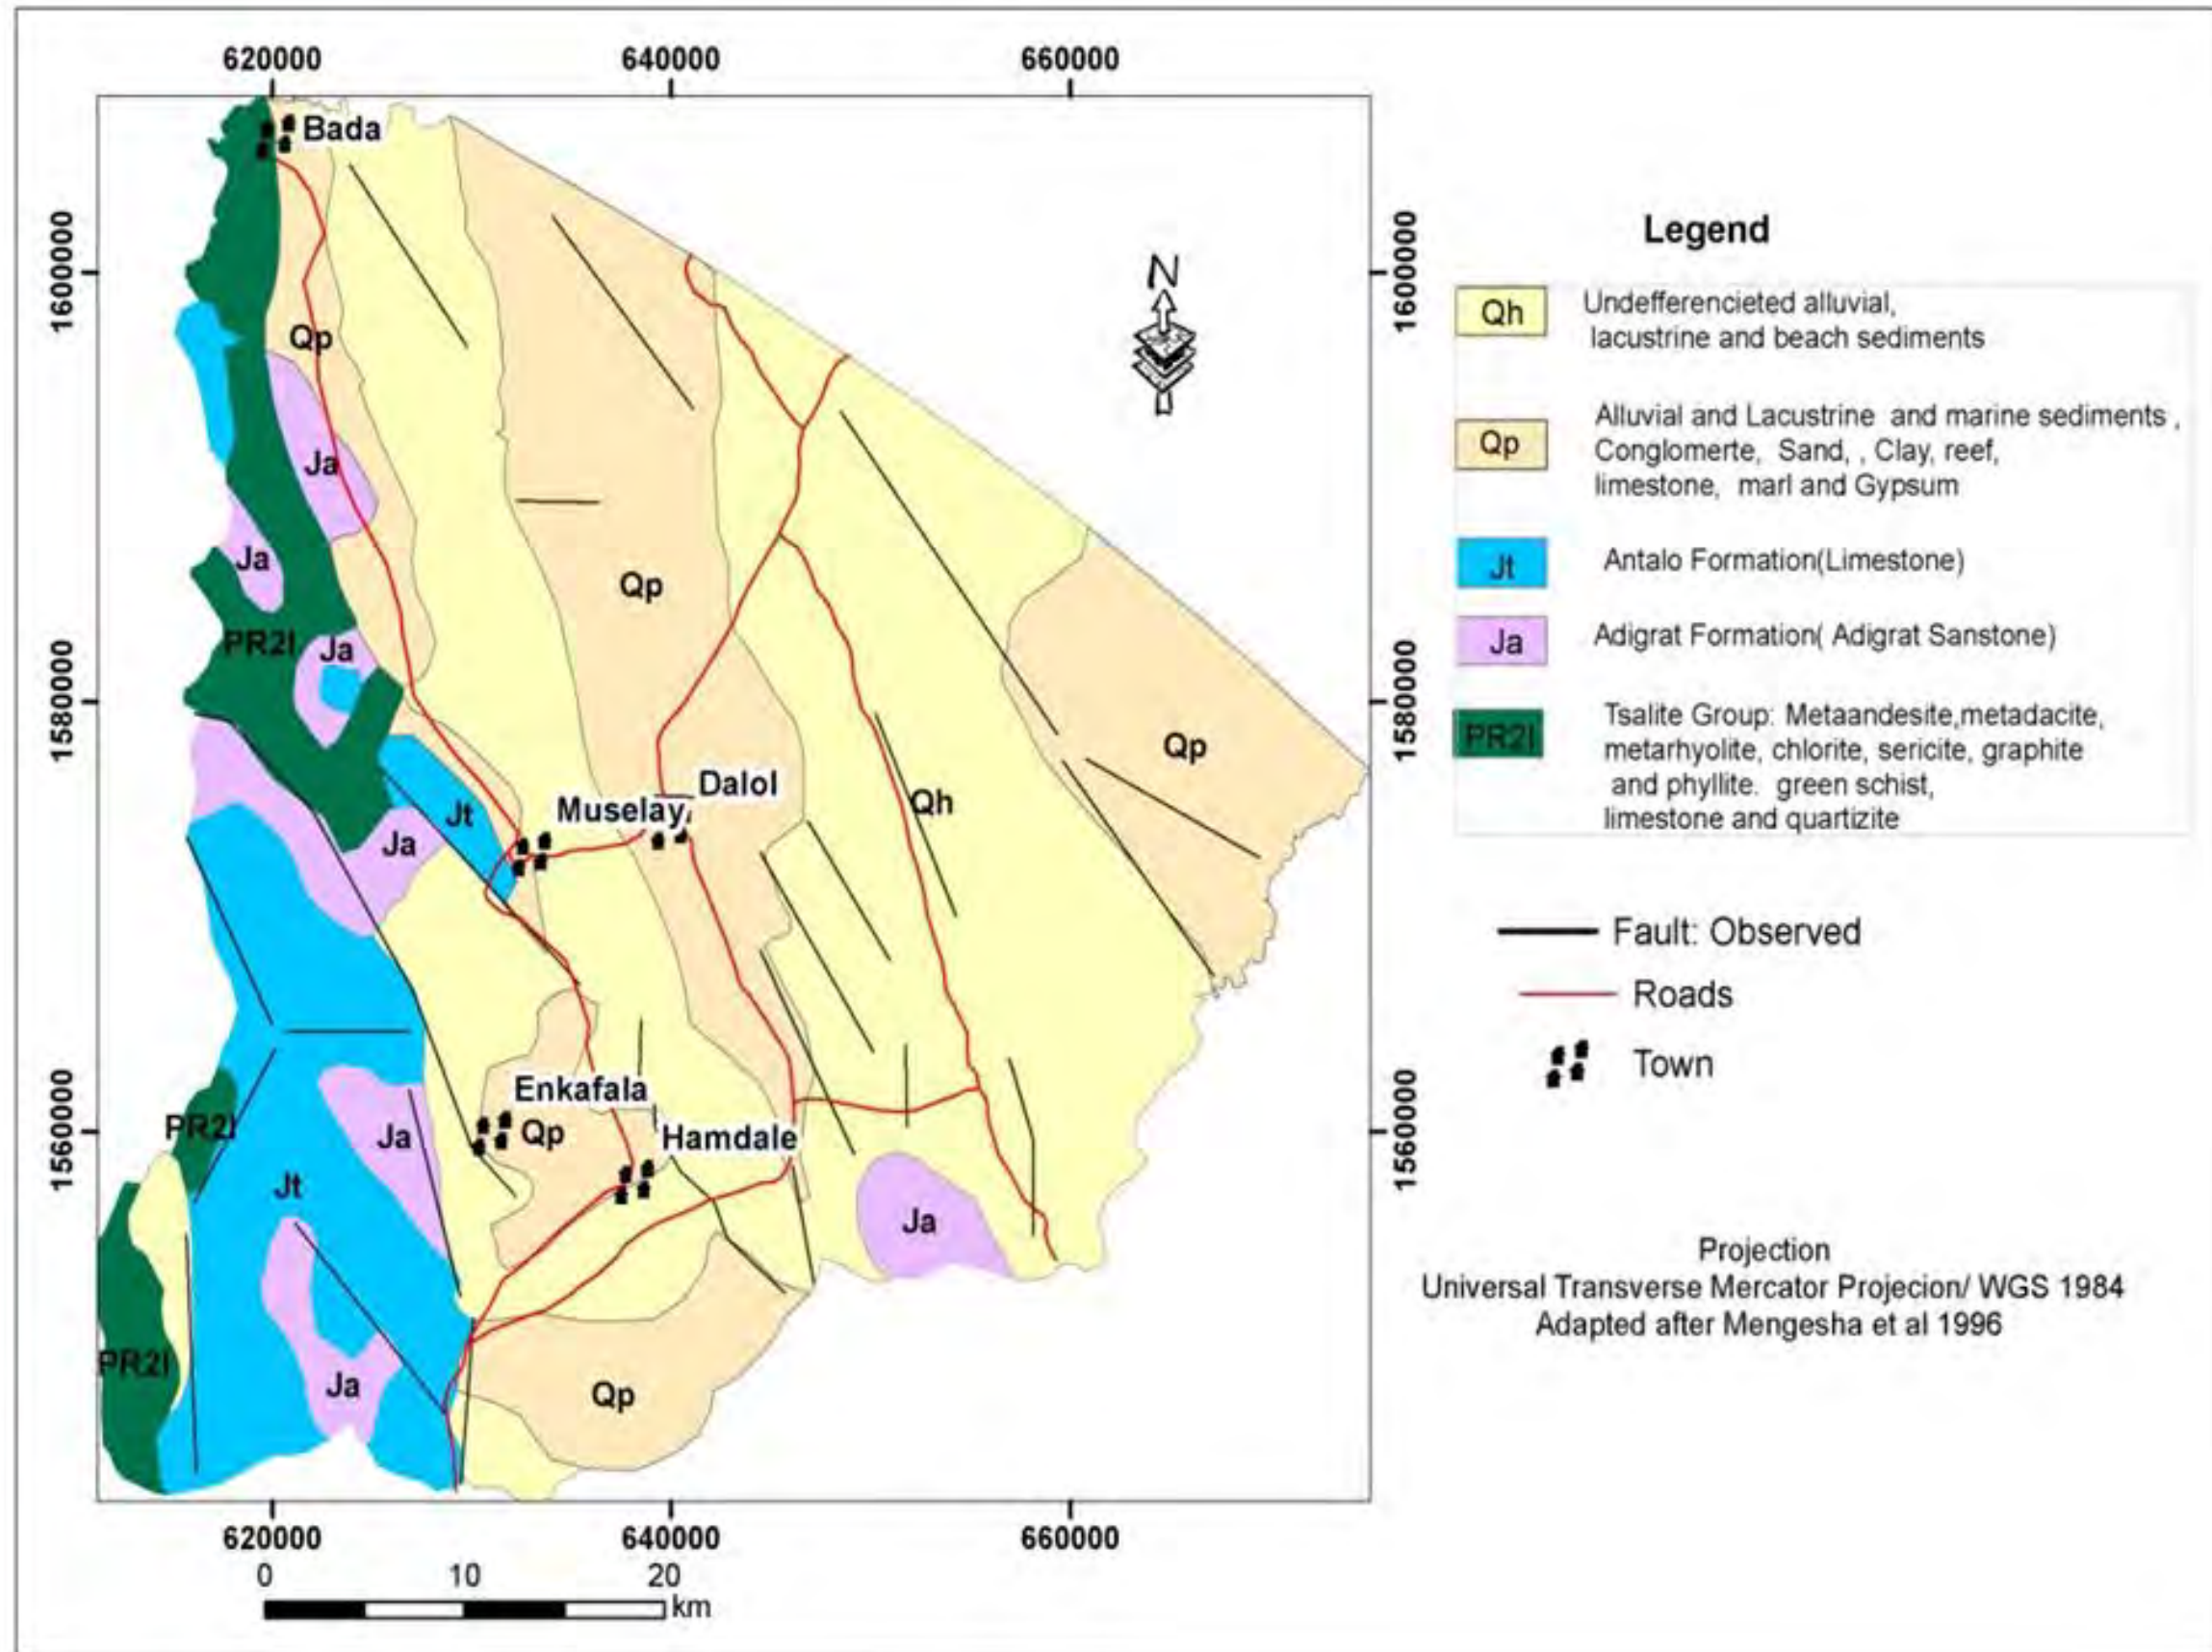 620000 640000 660000
Bada
1600000
1600000
N
Qp
Ja
Ja
Qp
PR2l
Ja
1580000
1580000
Qp
Dalol
Muselay
Jt
Qh
Ja
Enkafala
Qp
Hamdale
1560000
1560000
PR2l
Ja
Jt
Ja
PR2l
Ja
Qp
620000 640000 660000
0 10 20
km
Legend
Qh
Undefferencieted alluvial,
lacustrine and beach sediments
Qp
Alluvial and Lacustrine and marine sediments ,
Conglomerte, Sand, , Clay, reef,
limestone, marl and Gypsum
Jt
Antalo Formation(Limestone)
Ja
Adigrat Formation( Adigrat Sanstone)
PR2l
Tsalite Group: Metaandesite,metadacite,
metarhyolite, chlorite, sericite, graphite
and phyllite. green schist,
limestone and quartizite
Fault: Observed
Roads
Town
Projection
Universal Transverse Mercator Projecion/ WGS 1984
Adapted after Mengesha et al 1996